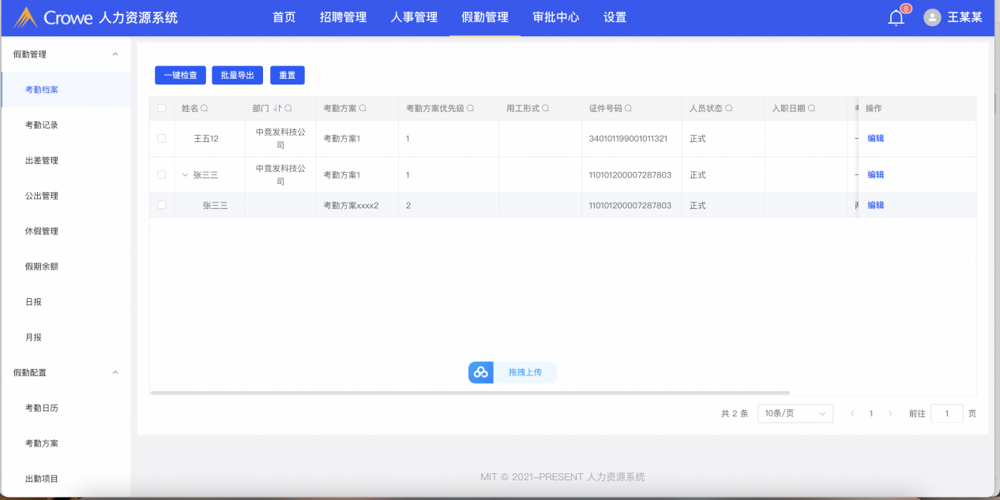 Crowe 人力资源系统
首页 招聘管理 人事管理 假勤管理 审批中心 设置
8
王某某
假勤管理
考勤档案
考勤记录
出差管理
公出管理
休假管理
假期余额
日报
月报
假勤配置
考勤日历
考勤方案
出勤项目
一键检查 批量导出 重置
姓名 部门 考勤方案 考勤方案优先级 用工形式 证件号码 人员状态 入职日期 操作
王五12 中竞发科技公司 考勤方案1 1 340101199001011321 正式 编辑
张三三 中竞发科技公司 考勤方案1 1 110101200007287803 正式 编辑
张三三 考勤方案xxxx2 2 110101200007287803 正式 编辑
拖拽上传
共 2 条 10条/页 1 前往 1 页
MIT © 2021-PRESENT 人力资源系统